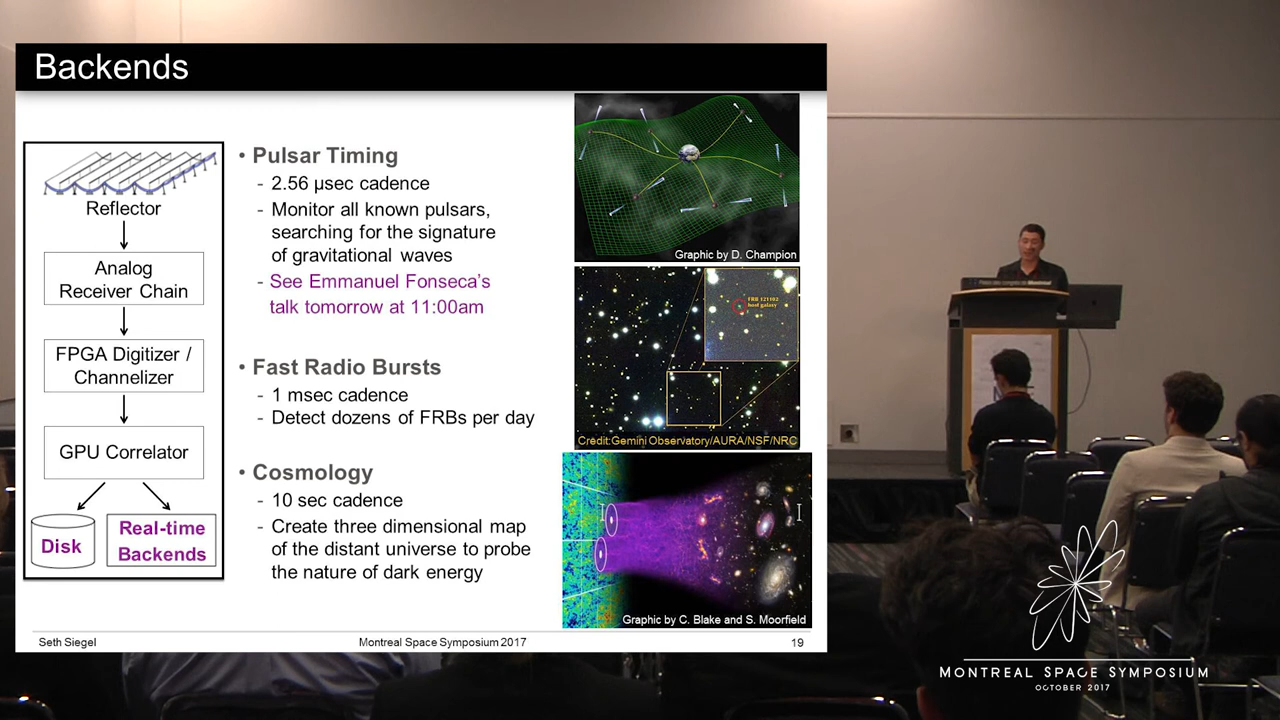 Backends
Reflector
Analog
Receiver Chain
FPGA Digitizer /
Channelizer
GPU Correlator
Disk
Real-time
Backends
• Pulsar Timing
- 2.56 μsec cadence
- Monitor all known pulsars,
searching for the signature
of gravitational waves
- See Emmanuel Fonseca's
talk tomorrow at 11:00am
• Fast Radio Bursts
- 1 msec cadence
- Detect dozens of FRBs per day
• Cosmology
- 10 sec cadence
- Create three dimensional map
of the distant universe to probe
the nature of dark energy
Graphic by D. Champion
FRB 121102
host galaxy
Credit:Gemini Observatory/AURA/NSF/NRC
Graphic by C. Blake and S. Moorfield
Seth Siegel
Montreal Space Symposium 2017
19
MONTREAL SPACE SYMPOSIUM
OCTOBER 2017